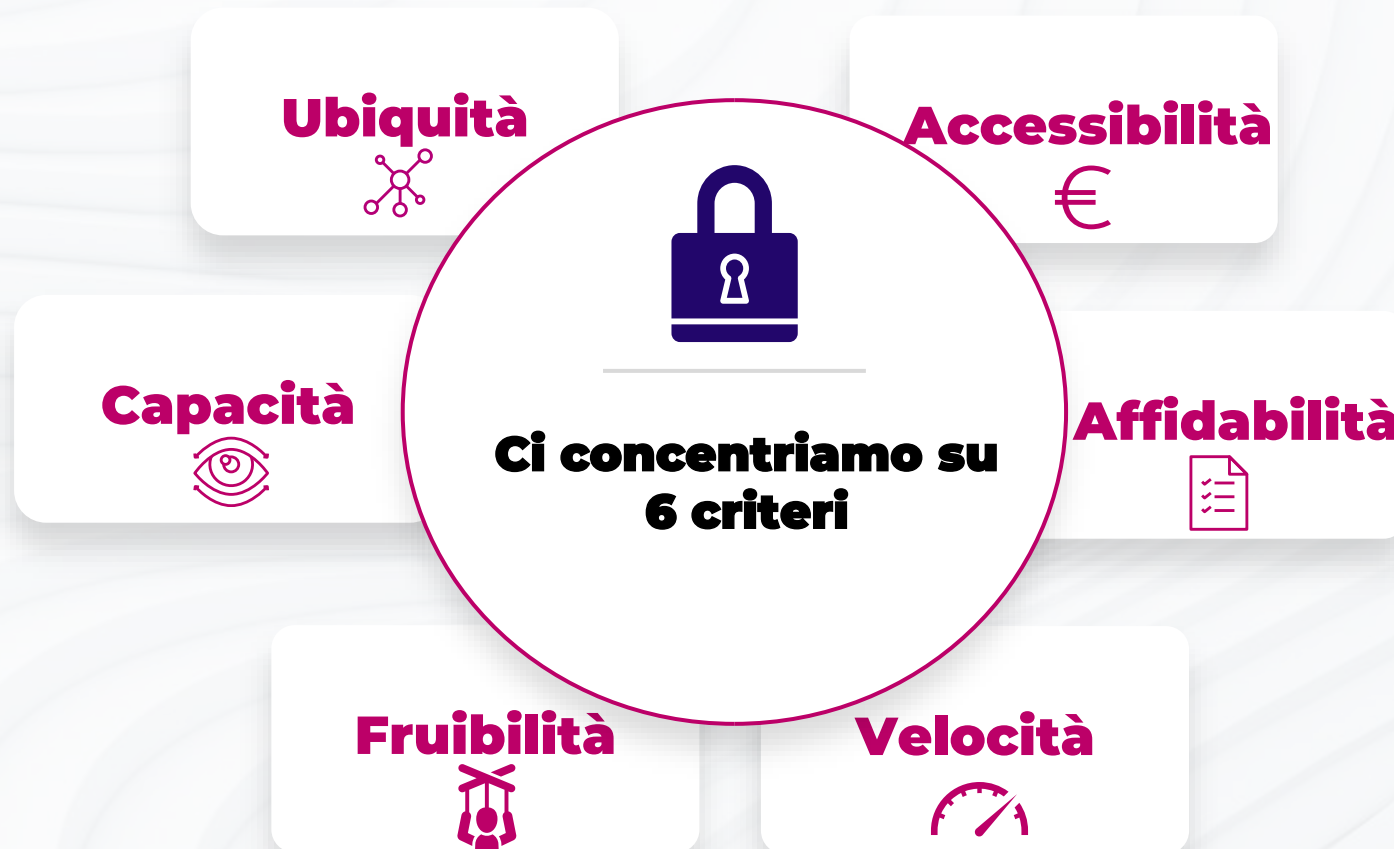 Ubiquità
Accessibilità
€
Capacità
Affidabilità
Ci concentriamo su
6 criteri
Fruibilità
Velocità